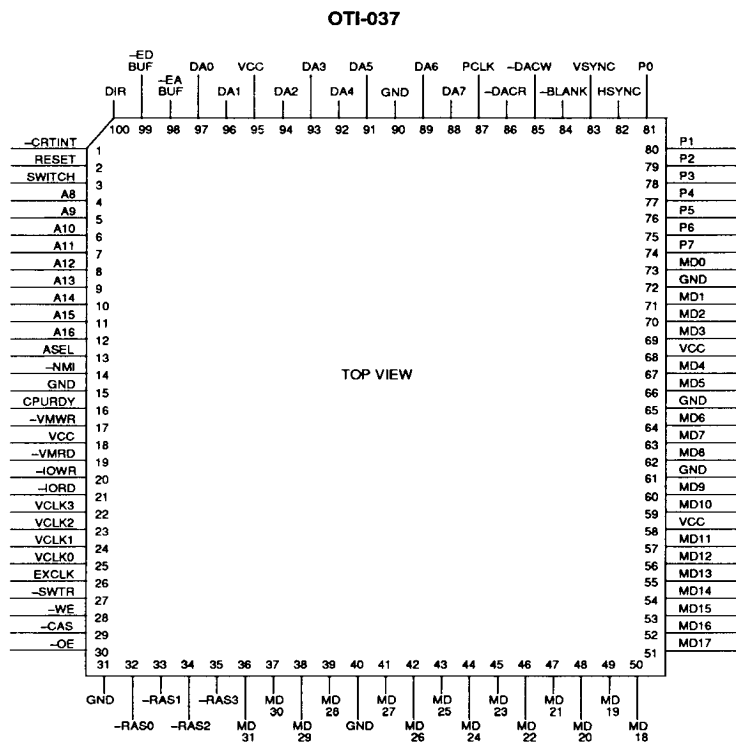 OTI-037
–ED –EA
BUF DA0 VCC DA3 DA5 DA6 PCLK –DACW VSYNC P0
DIR BUF DA1 DA2 DA4 GND DA7 –DACR –BLANK HSYNC
100 99 98 97 96 95 94 93 92 91 90 89 88 87 86 85 84 83 82 81
–CRTINT 1 80 P1
RESET 2 79 P2
SWITCH 3 78 P3
A8 4 77 P4
A9 5 76 P5
A10 6 75 P6
A11 7 74 P7
A12 8 73 MD0
A13 9 72 GND
A14 10 71 MD1
A15 11 70 MD2
A16 12 69 MD3
ASEL 13 68 VCC
–NMI 14 67 MD4
TOP VIEW
GND 15 66 MD5
CPURDY 16 65 GND
–VMWR 17 64 MD6
VCC 18 63 MD7
–VMRD 19 62 MD8
–IOWR 20 61 GND
–IORD 21 60 MD9
VCLK3 22 59 MD10
VCLK2 23 58 VCC
VCLK1 24 57 MD11
VCLK0 25 56 MD12
EXCLK 26 55 MD13
–SWTR 27 54 MD14
–WE 28 53 MD15
–CAS 29 52 MD16
–OE 30 51 MD17
31 32 33 34 35 36 37 38 39 40 41 42 43 44 45 46 47 48 49 50
GND –RAS1 –RAS3 MD 30 MD 28 MD 27 MD 25 MD 23 MD 21 MD 19
–RAS0 –RAS2 MD 31 MD 29 GND MD 26 MD 24 MD 22 MD 20 MD 18